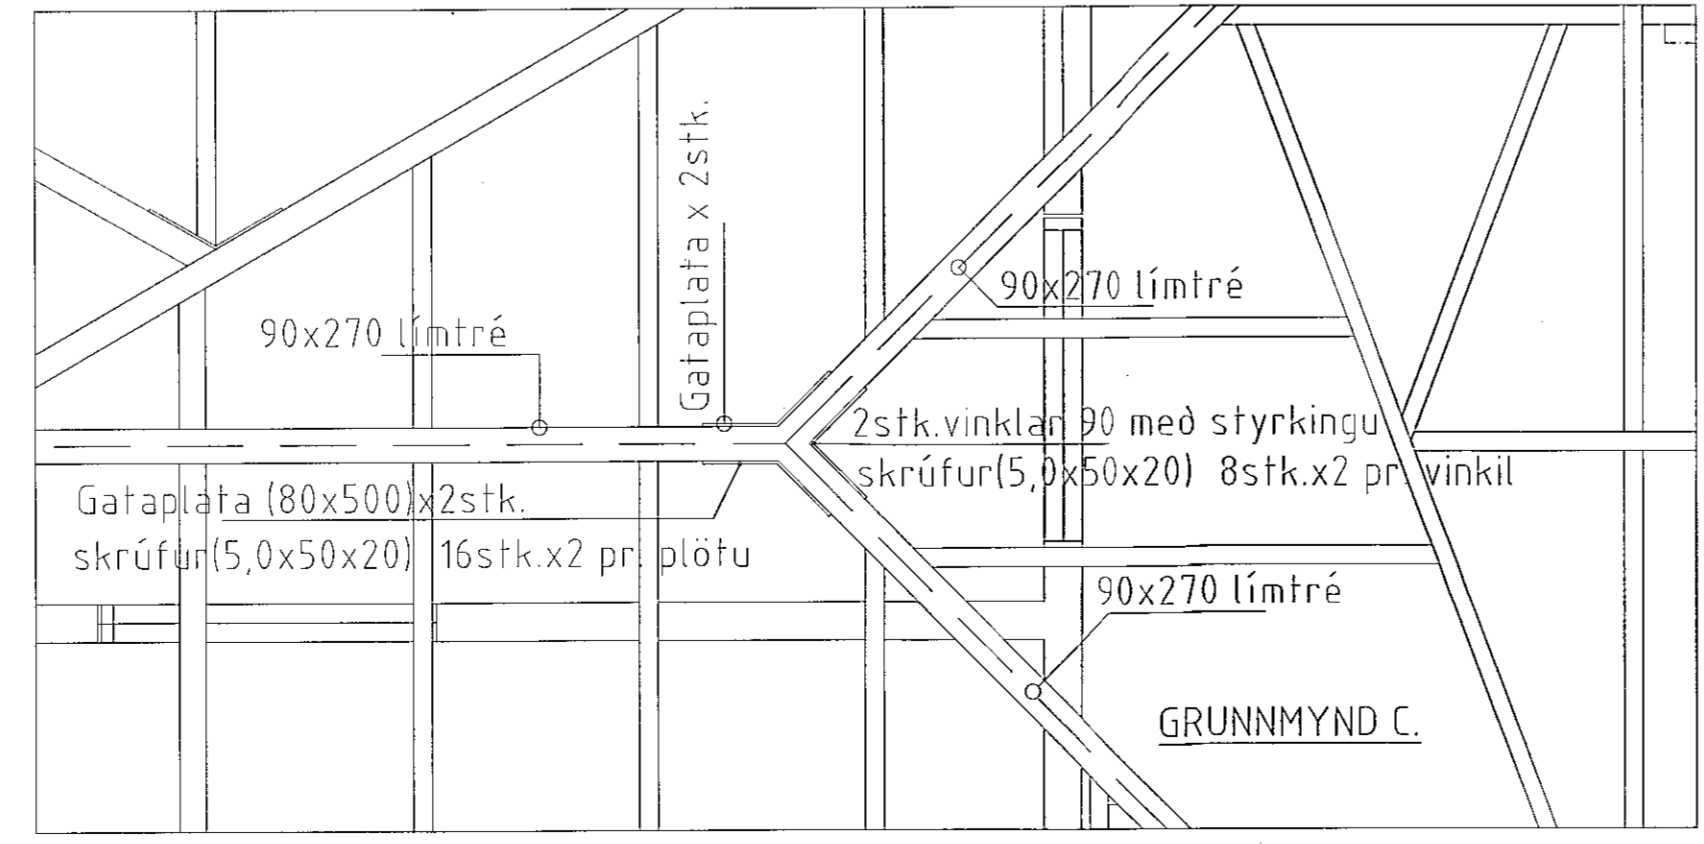 Gataplata x 2stk.
90x270 límtré
90x270 límtré
2stk.vinklar 90 með styrkingu
skrúfur(5,0x50x20) 8stk.x2 pr. vinkil
Gataplata (80x500)x2stk.
skrúfur(5,0x50x20) 16stk.x2 pr. plötu
90x270 límtré
GRUNNMYND C.